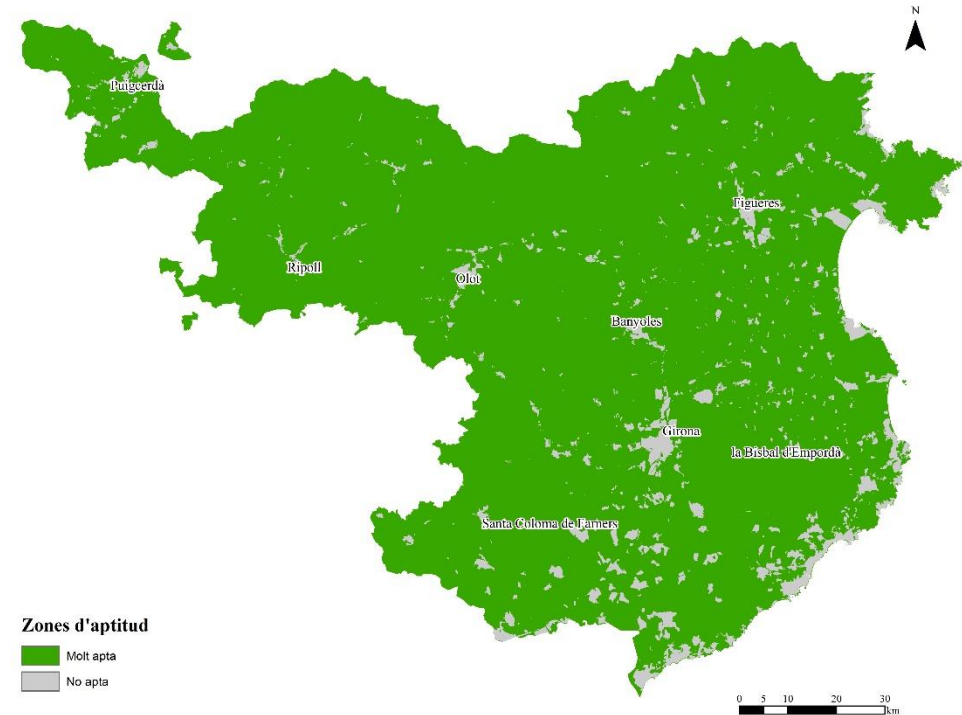 N
Puigcerdà
Figueres
Ripoll
Olot
Banyoles
Girona
la Bisbal d'Empordà
Santa Coloma de Farners
Zones d'aptitud
Molt apta
No apta
0 5 10 20 30
km